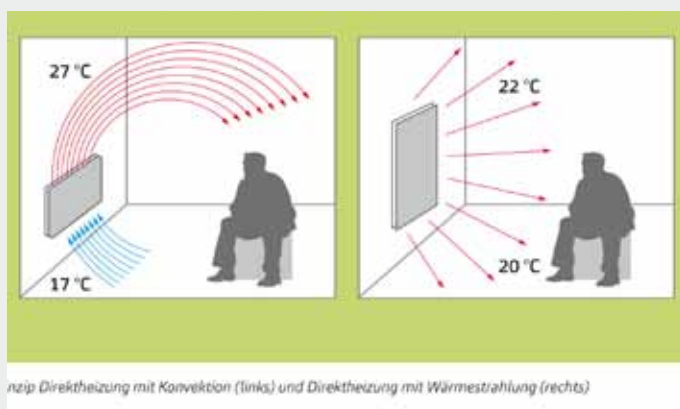 27 °C
17 °C
22 °C
20 °C
nzip Direktheizung mit Konvektion (links) und Direktheizung mit Wärmestrahlung (rechts)